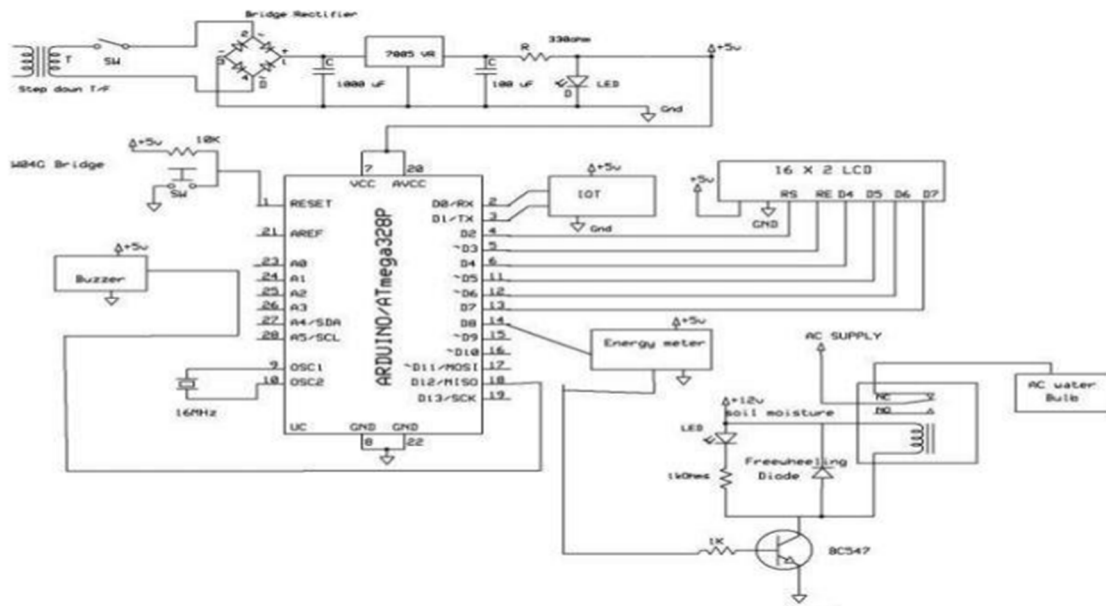 Bridge Rectifier
T
SW
Step down T/F
2
~
-
+
3
1
4
~
D1
C
1000 uF
7805 VR
C
100 uF
R
330ohm
LED
D
+5v
Gnd
W04G Bridge
+5v
10K
SW
7 20
VCC AVCC
1 RESET
21 AREF
23 A0
24 A1
25 A2
26 A3
27 A4/SDA
28 A5/SCL
9 OSC1
10 OSC2
16MHz
UC
GND GND
8 22
ARDUINO/ATmega328P
D0/RX 2
D1/TX 3
D2 4
~D3 5
D4 6
~D5 11
~D6 12
D7 13
D8 14
~D9 15
~D10 16
~D11/MOSI 17
D12/MISO 18
D13/SCK 19
+5v
Buzzer
+5v
IOT
Gnd
16 X 2 LCD
+5v
RS RE D4 D5 D6 D7
GND
+5v
Energy meter
AC SUPPLY
NC
NO
AC water
Bulb
+12v
soil moisture
LED
1kOhms
Freewheeling
Diode
1K
BC547